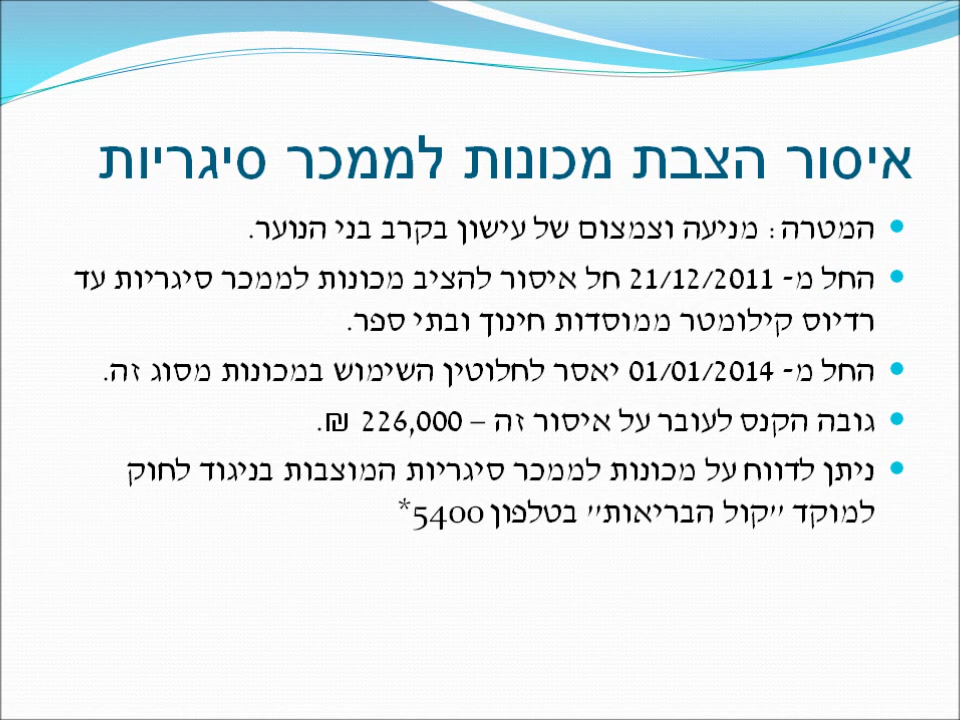 איסור הצבת מכונות לממכר סיגריות
• המטרה: מניעה וצמצום של עישון בקרב בני הנוער.
• החל מ- 21/12/2011 חל איסור להציב מכונות לממכר סיגריות עד
רדיוס קילומטר ממוסדות חינוך ובתי ספר.
• החל מ- 01/01/2014 יאסר לחלוטין השימוש במכונות מסוג זה.
• גובה הקנס לעובר על איסור זה – 226,000 ₪.
• ניתן לדווח על מכונות לממכר סיגריות המוצבות בניגוד לחוק
למוקד "קול הבריאות" בטלפון 5400*